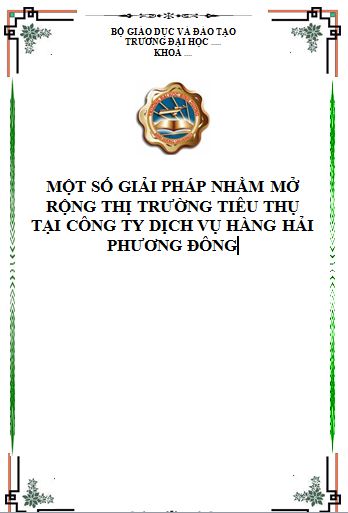 BỘ GIÁO DỤC VÀ ĐÀO TẠO
TRƯỜNG ĐẠI HỌC .....
KHOA ....
MỘT SỐ GIẢI PHÁP NHẰM MỞ
RỘNG THỊ TRƯỜNG TIÊU THỤ
TẠI CÔNG TY DỊCH VỤ HÀNG HẢI
PHƯƠNG ĐÔNG